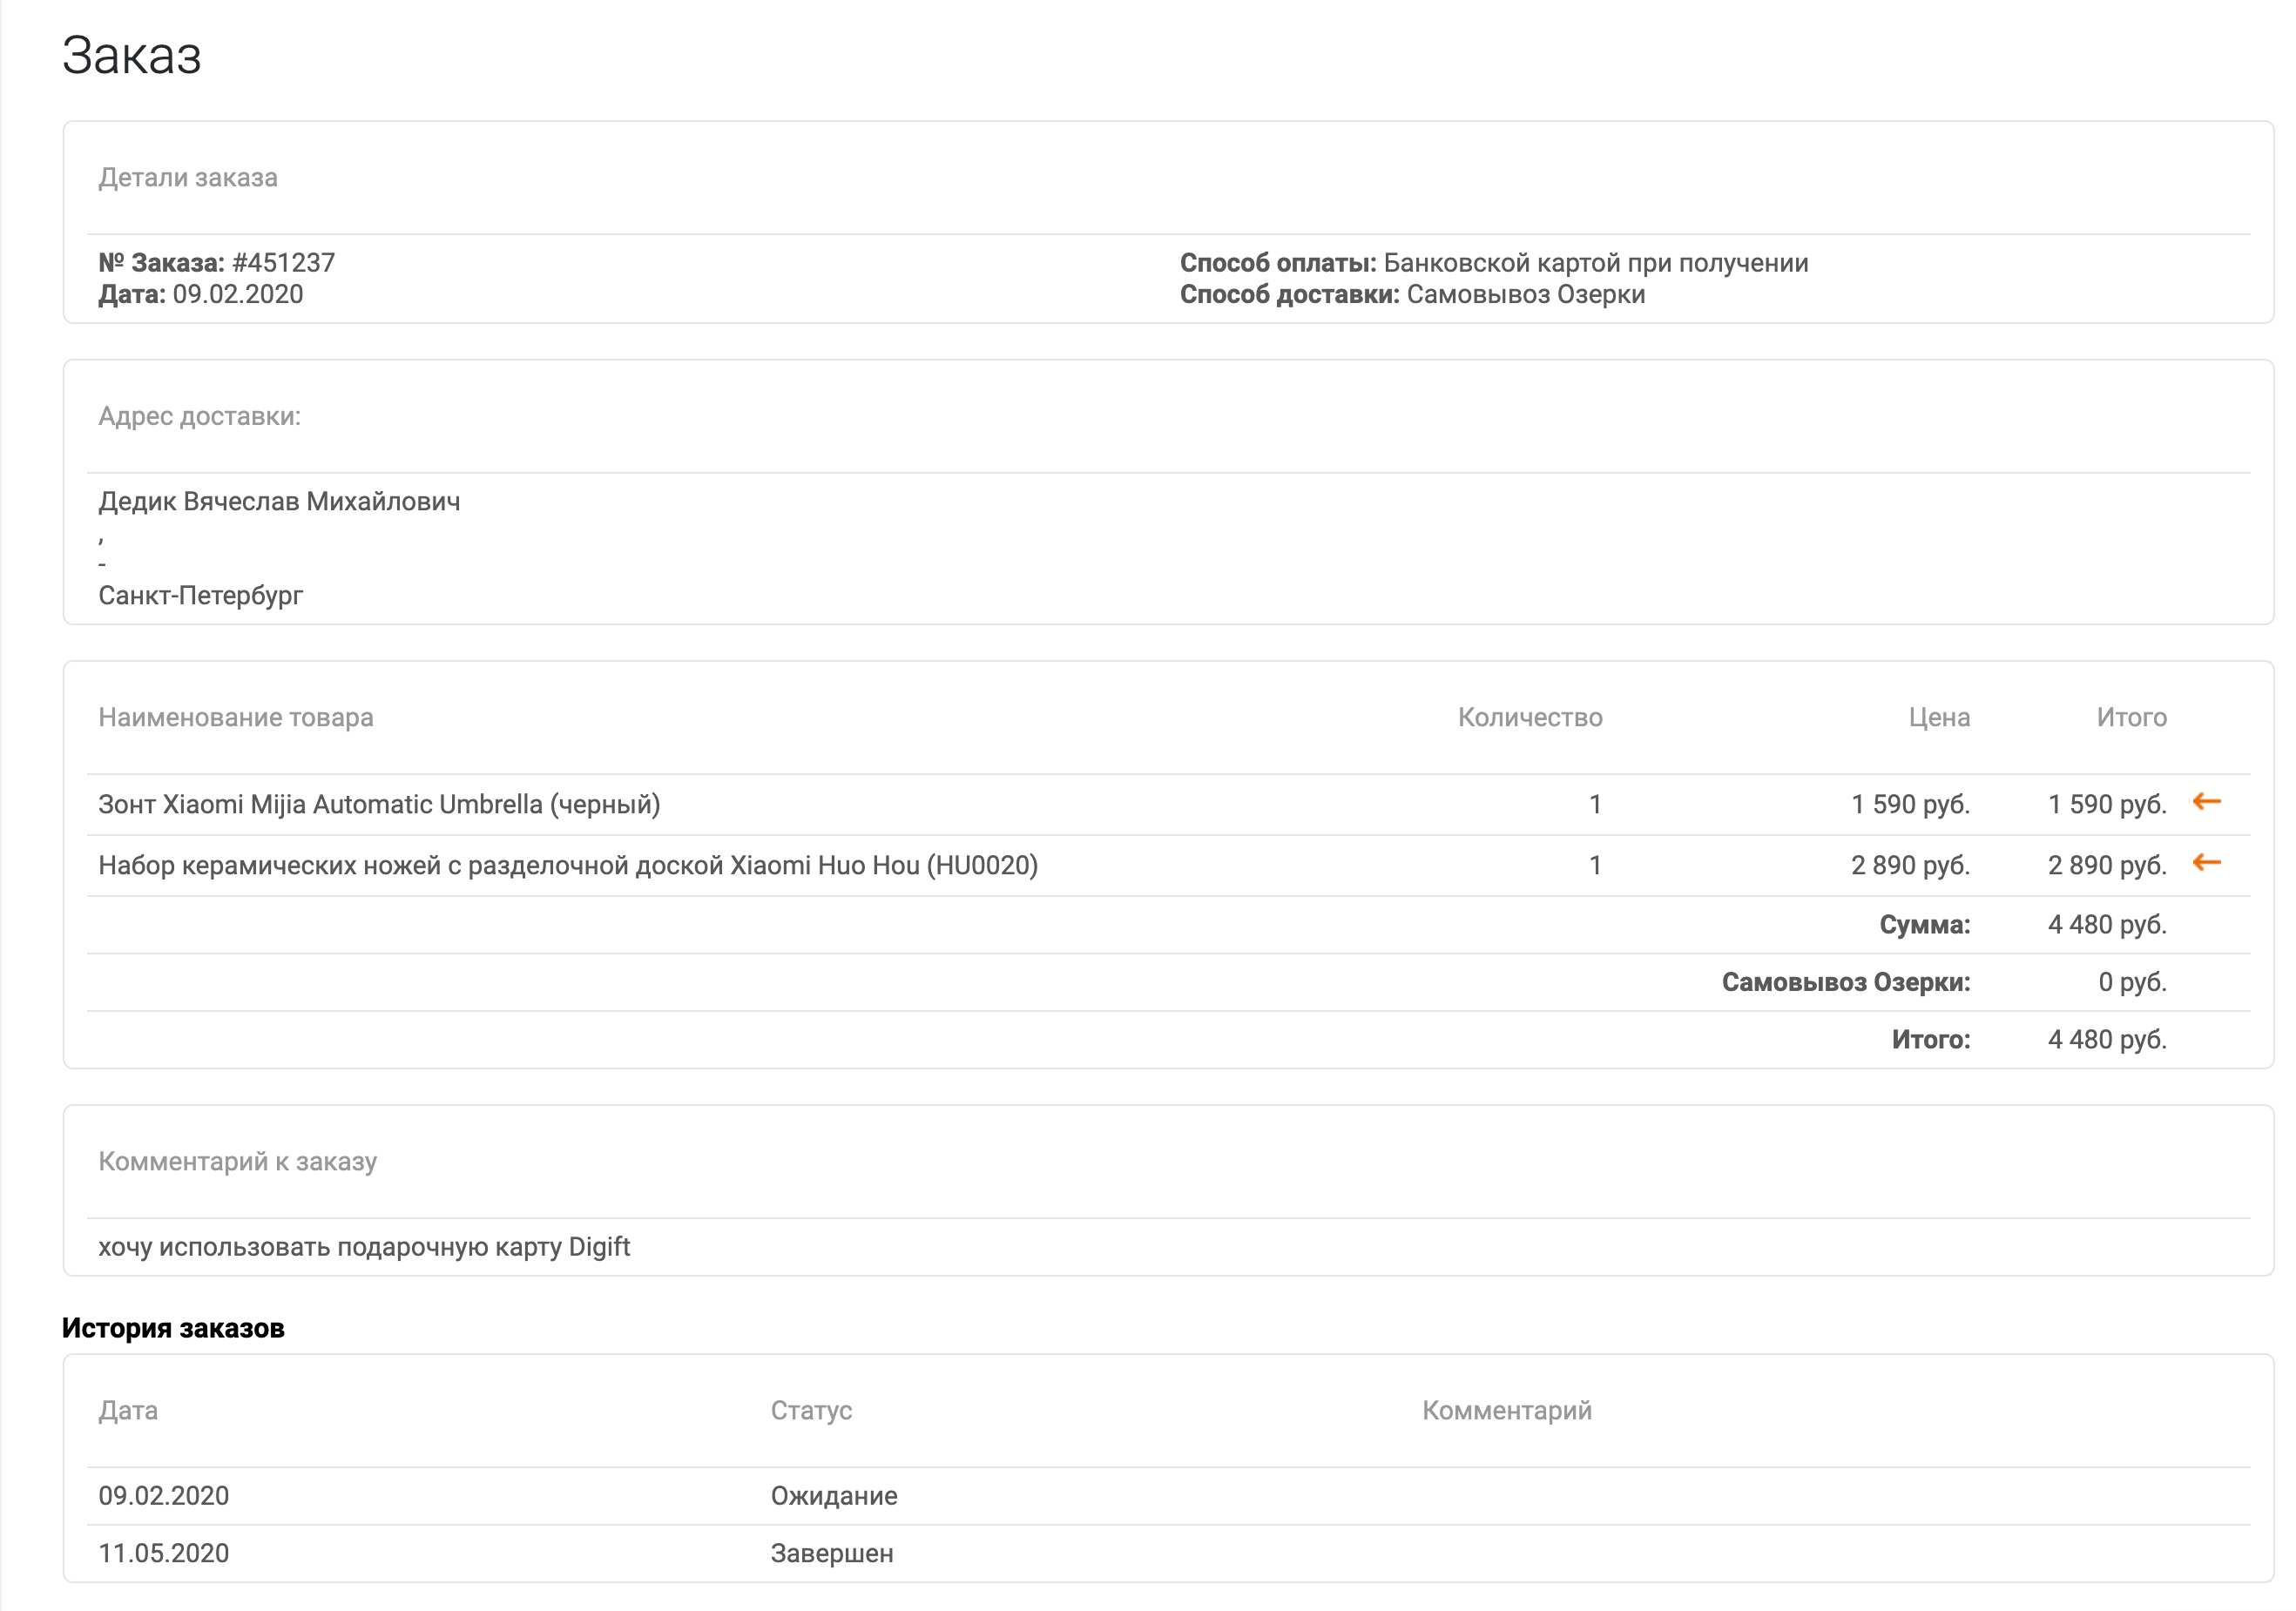 Заказ
Детали заказа
№ Заказа: #451237
Дата: 09.02.2020
Способ оплаты: Банковской картой при получении
Способ доставки: Самовывоз Озерки
Адрес доставки:
Дедик Вячеслав Михайлович
,
-
Санкт-Петербург
Наименование товара Количество Цена Итого
Зонт Xiaomi Mijia Automatic Umbrella (черный) 1 1 590 руб. 1 590 руб.
Набор керамических ножей с разделочной доской Xiaomi Huo Hou (HU0020) 1 2 890 руб. 2 890 руб.
Сумма: 4 480 руб.
Самовывоз Озерки: 0 руб.
Итого: 4 480 руб.
Комментарий к заказу
хочу использовать подарочную карту Digift
История заказов
Дата Статус Комментарий
09.02.2020 Ожидание
11.05.2020 Завершен